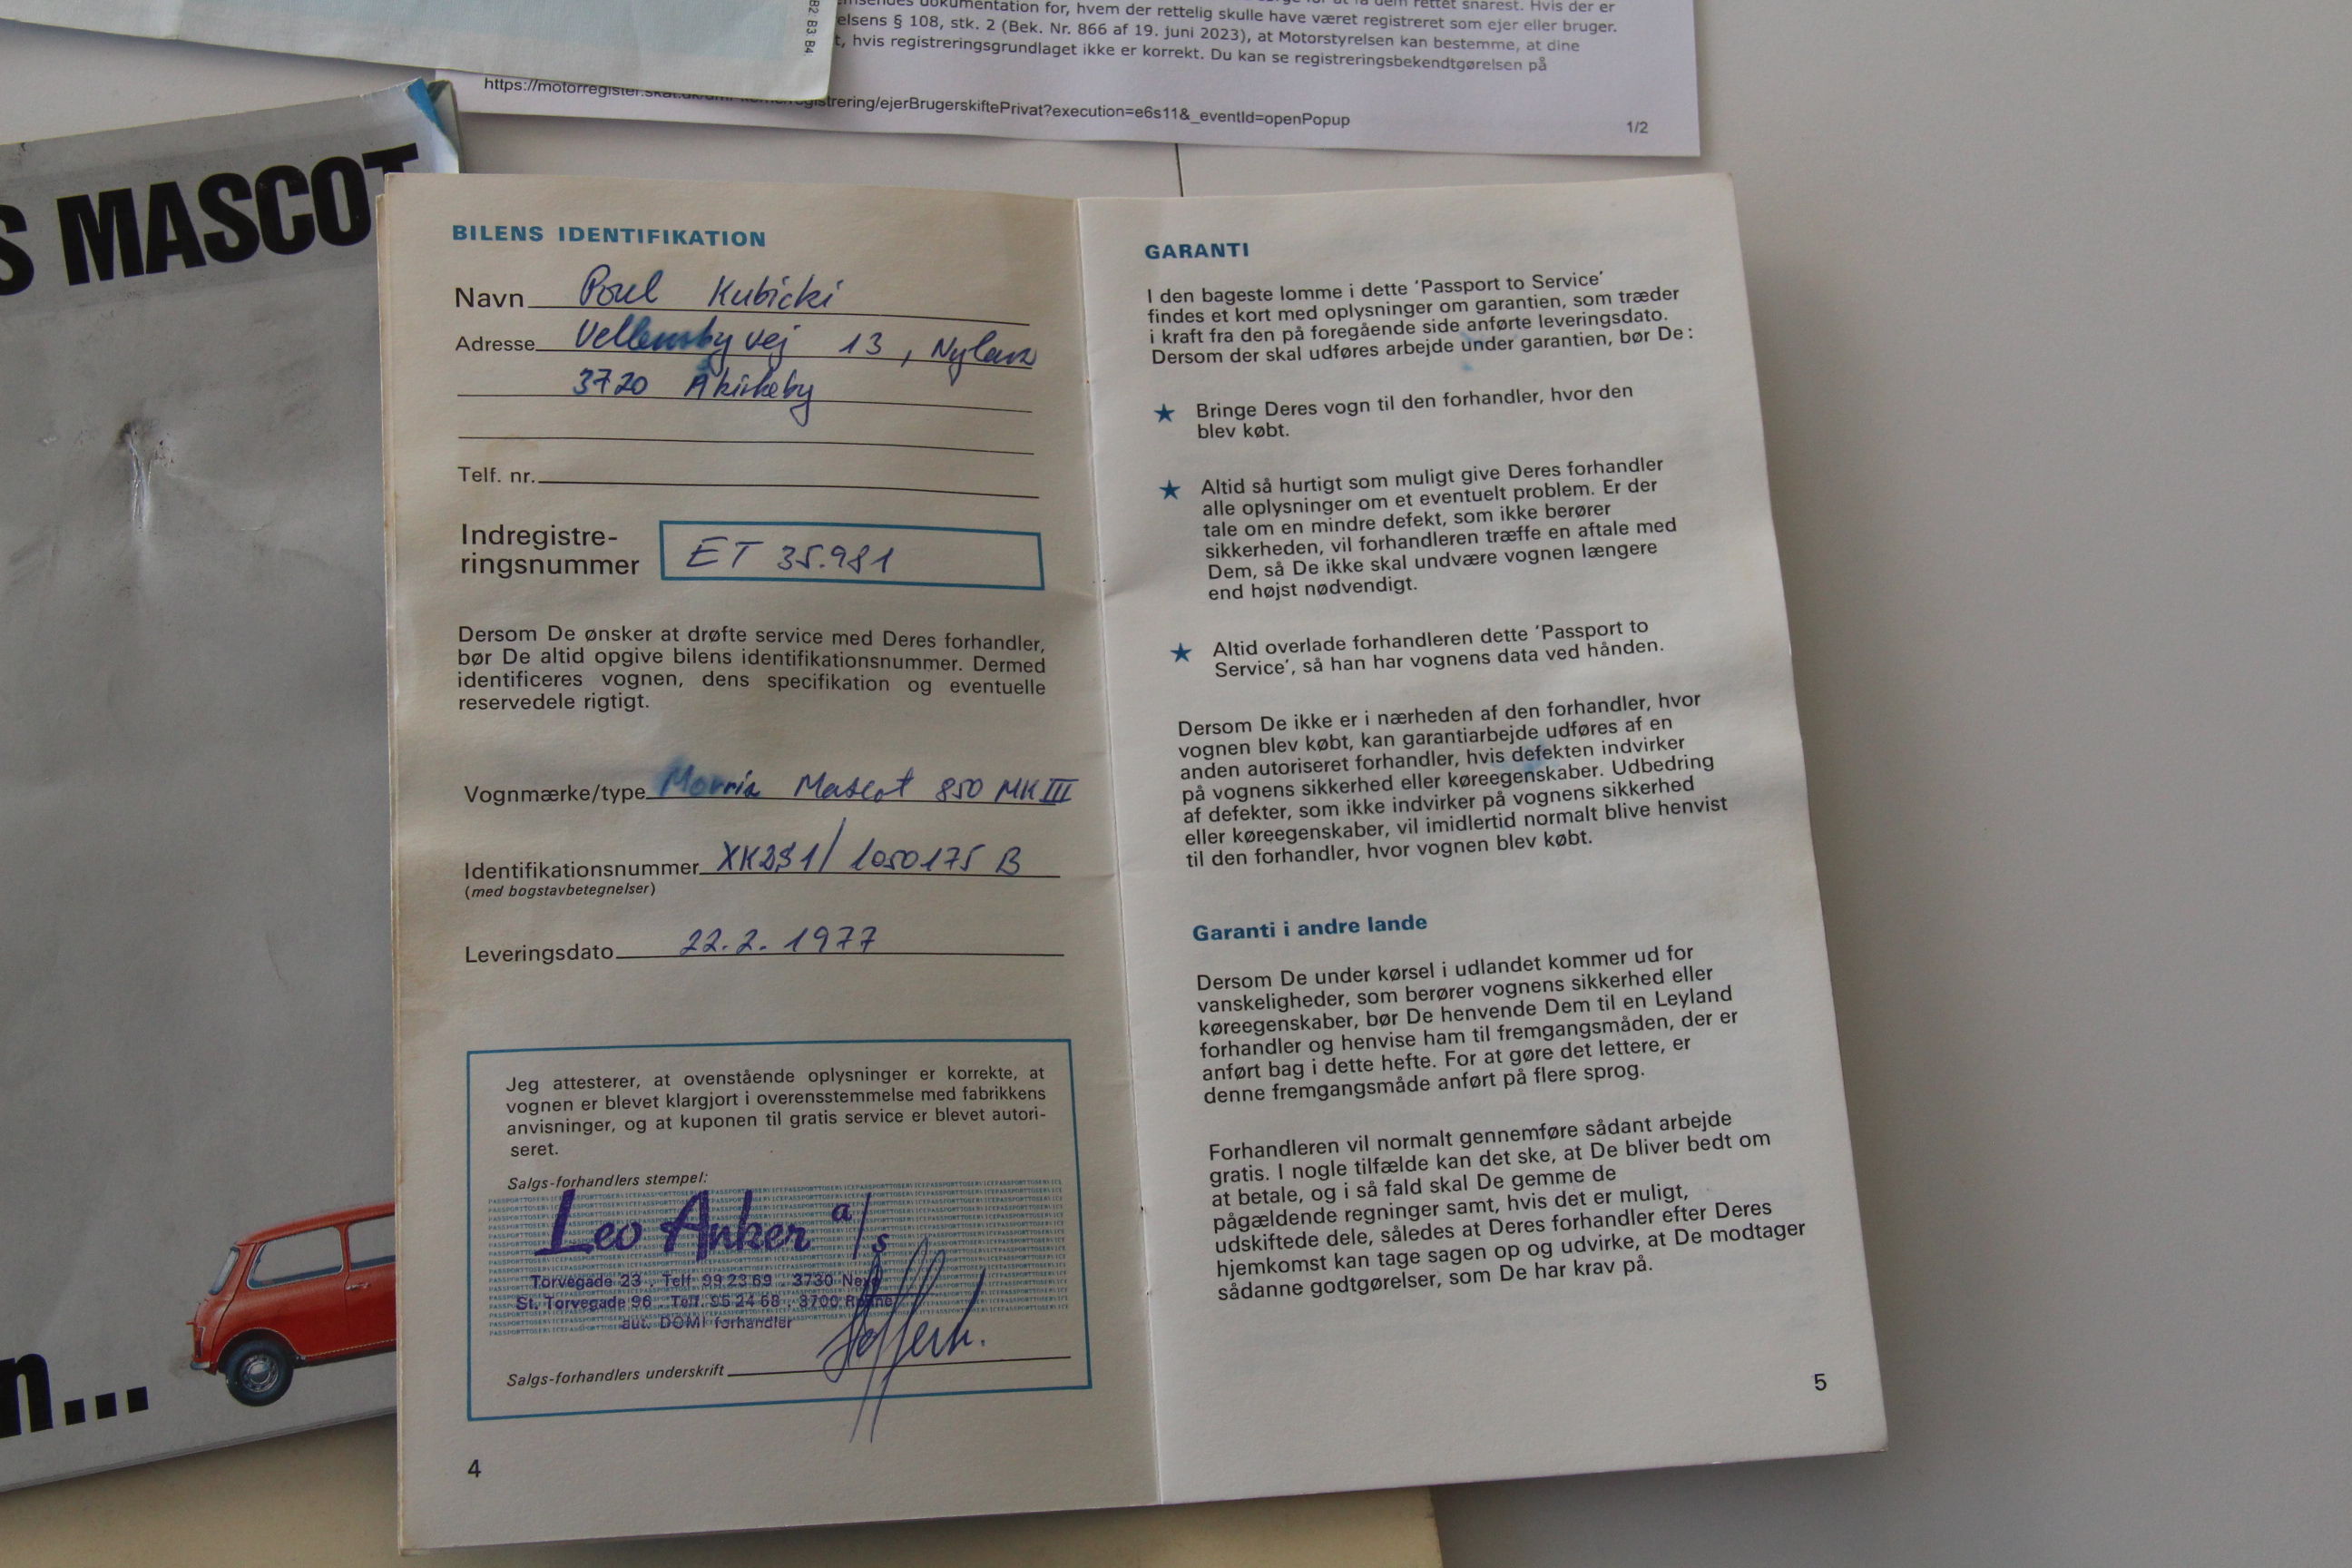 B2: B3: B4
dokumentation for, hvem der rettelig skulle have været registreret som ejer eller bruger.
elsens § 108, stk. 2 (Bek. Nr. 866 af 19. juni 2023), at Motorstyrelsen kan bestemme, at dine
t, hvis registreringsgrundlaget ikke er korrekt. Du kan se registreringsbekendtgørelsen på
gistrering/ejerBrugerskiftePrivat?execution=e6s11&_eventId=openPopup
1/2
S MASCOT
n...
BILENS IDENTIFIKATION
Navn Poul Kubicki
Adresse Vellensby vej 13, Nylars
3720 Åkirkeby
Telf. nr.
Indregistre-
ringsnummer ET 35.981
Dersom De ønsker at drøfte service med Deres forhandler,
bør De altid opgive bilens identifikationsnummer. Dermed
identificeres vognen, dens specifikation og eventuelle
reservedele rigtigt.
Vognmærke/type Morris Mascot 850 MK III
Identifikationsnummer XK2S1/1050175 B
(med bogstavbetegnelser)
Leveringsdato 22.2.1977
Jeg attesterer, at ovenstående oplysninger er korrekte, at
vognen er blevet klargjort i overensstemmelse med fabrikkens
anvisninger, og at kuponen til gratis service er blevet autori-
seret.
Salgs-forhandlers stempel:
Leo Anker a/s
Torvegade 23 . Telf. 99 23 69 . 3730 Nexø
St. Torvegade 96 . Telf. 95 24 68 . 3700 Rønne
aut. DOMI forhandler
Salgs-forhandlers underskrift
4
GARANTI
I den bageste lomme i dette 'Passport to Service'
findes et kort med oplysninger om garantien, som træder
i kraft fra den på foregående side anførte leveringsdato.
Dersom der skal udføres arbejde under garantien, bør De:
★ Bringe Deres vogn til den forhandler, hvor den
blev købt.
★ Altid så hurtigt som muligt give Deres forhandler
alle oplysninger om et eventuelt problem. Er der
tale om en mindre defekt, som ikke berører
sikkerheden, vil forhandleren træffe en aftale med
Dem, så De ikke skal undvære vognen længere
end højst nødvendigt.
★ Altid overlade forhandleren dette 'Passport to
Service', så han har vognens data ved hånden.
Dersom De ikke er i nærheden af den forhandler, hvor
vognen blev købt, kan garantiarbejde udføres af en
anden autoriseret forhandler, hvis defekten indvirker
på vognens sikkerhed eller køreegenskaber. Udbedring
af defekter, som ikke indvirker på vognens sikkerhed
eller køreegenskaber, vil imidlertid normalt blive henvist
til den forhandler, hvor vognen blev købt.
Garanti i andre lande
Dersom De under kørsel i udlandet kommer ud for
vanskeligheder, som berører vognens sikkerhed eller
køreegenskaber, bør De henvende Dem til en Leyland
forhandler og henvise ham til fremgangsmåden, der er
anført bag i dette hefte. For at gøre det lettere, er
denne fremgangsmåde anført på flere sprog.
Forhandleren vil normalt gennemføre sådant arbejde
gratis. I nogle tilfælde kan det ske, at De bliver bedt om
at betale, og i så fald skal De gemme de
pågældende regninger samt, hvis det er muligt,
udskiftede dele, således at Deres forhandler efter Deres
hjemkomst kan tage sagen op og udvirke, at De modtager
sådanne godtgørelser, som De har krav på.
5